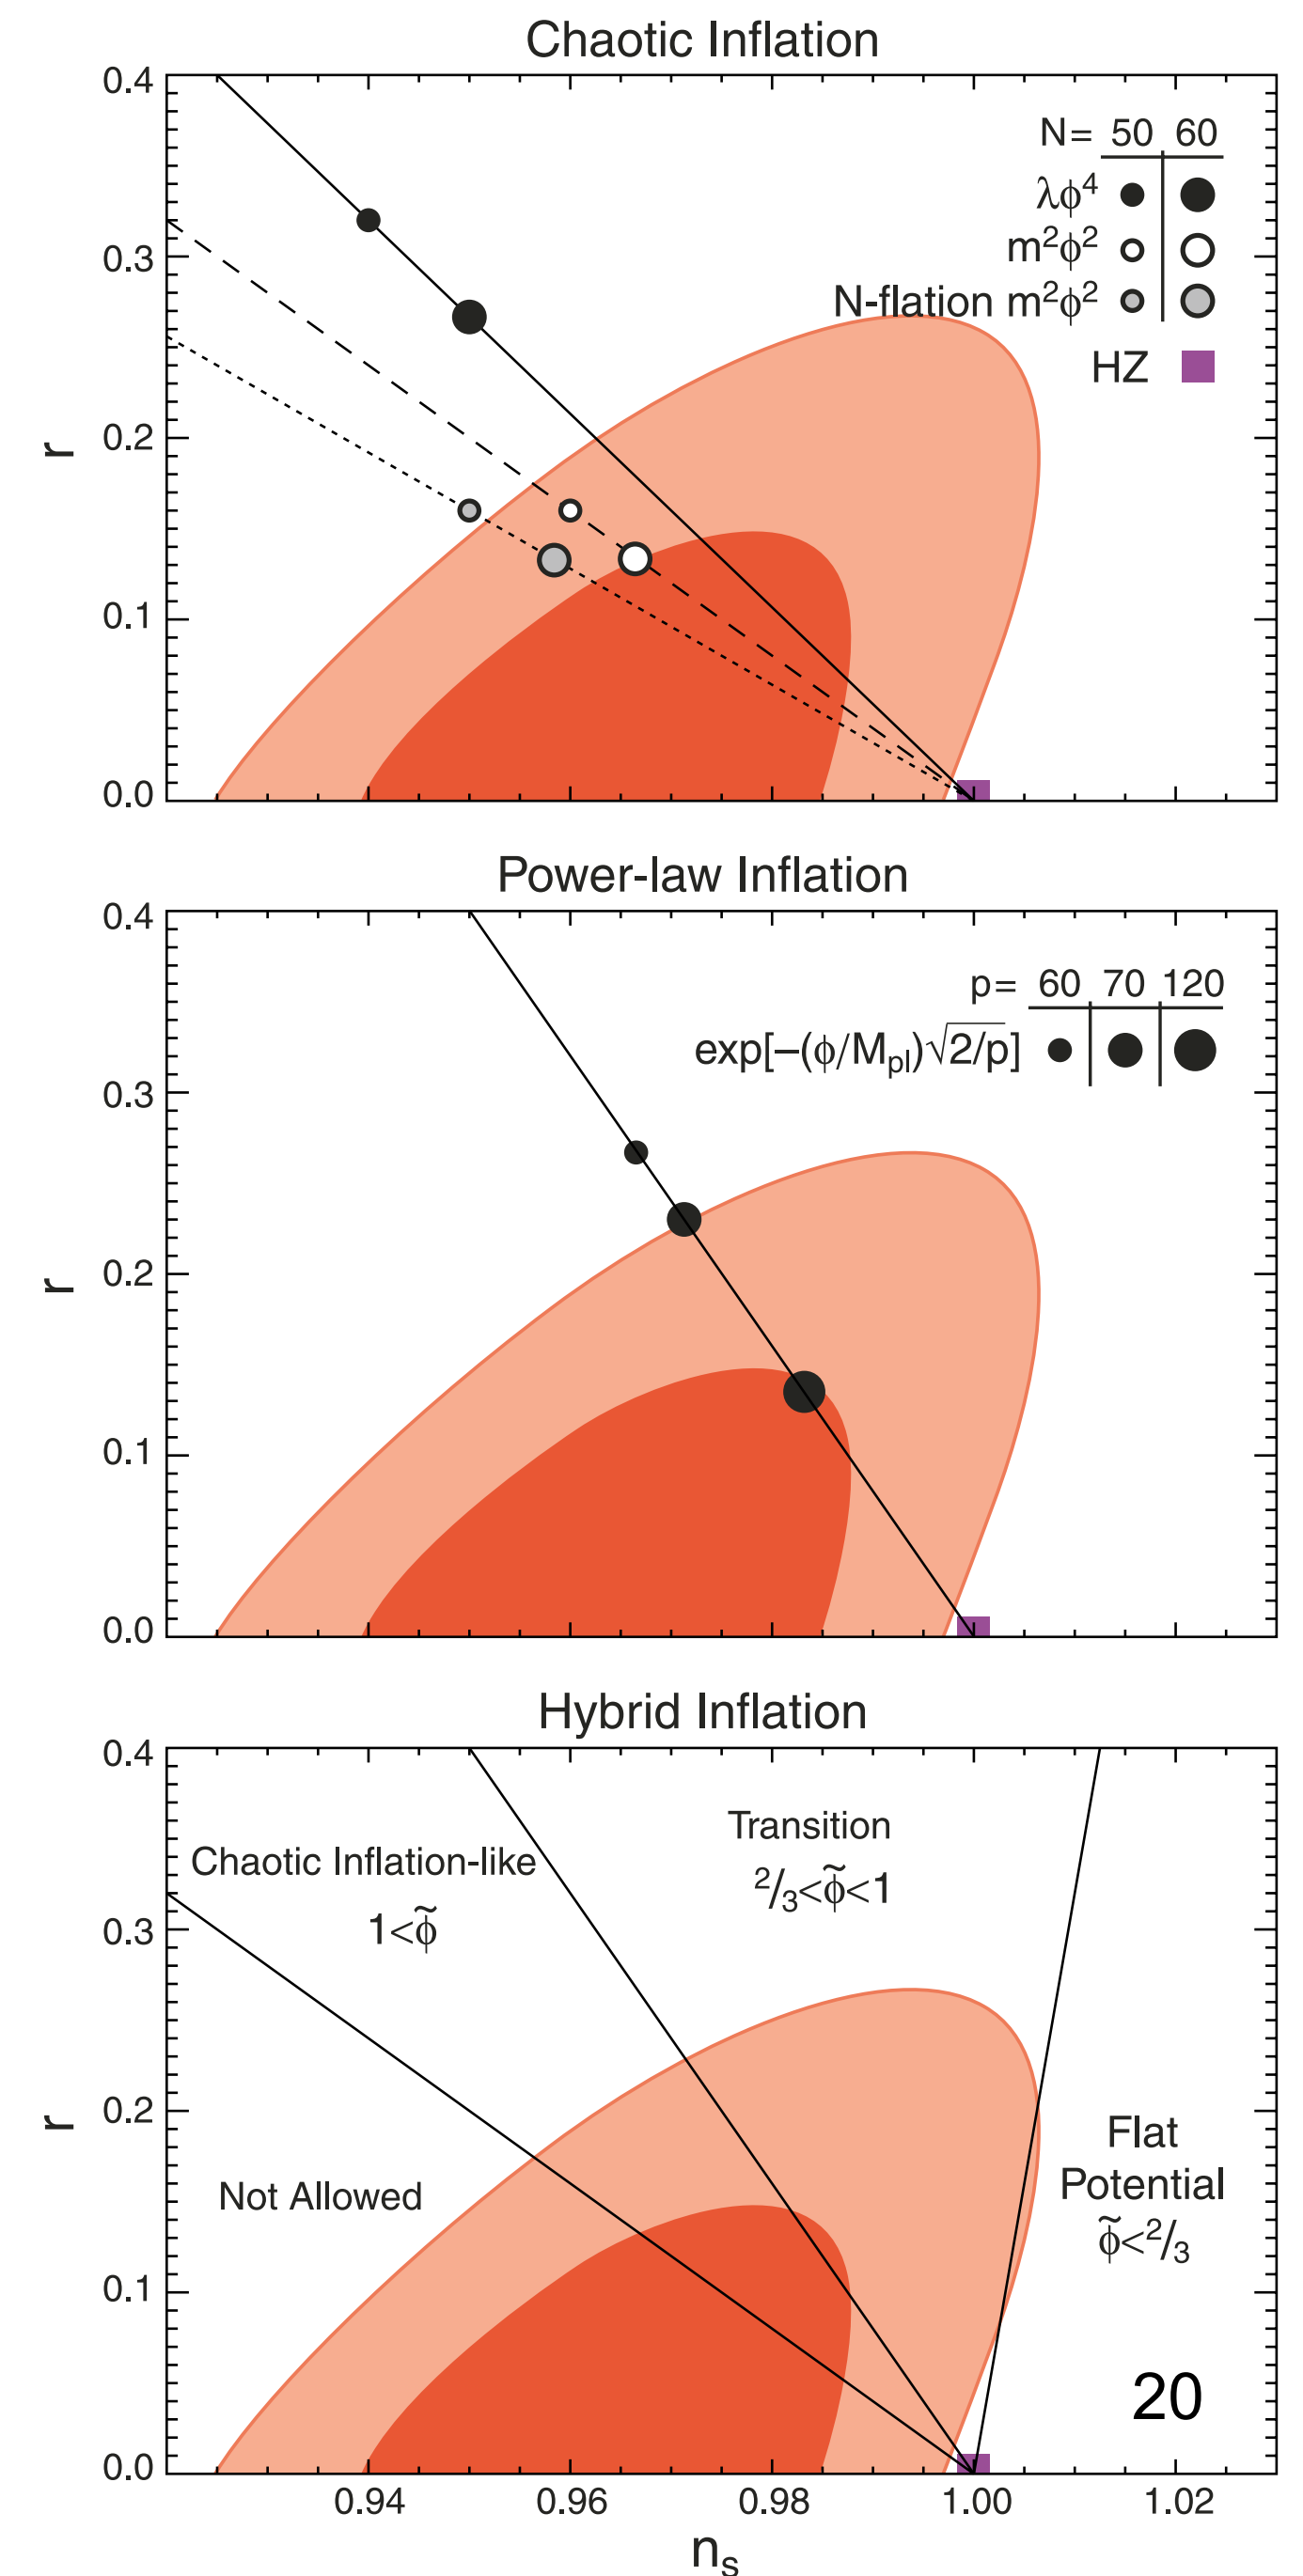 Chaotic Inflation
0.4
0.3
0.2
0.1
0.0
r
N= 50 60
λϕ⁴
m²ϕ²
N-flation m²ϕ²
HZ
Power-law Inflation
0.4
0.3
0.2
0.1
0.0
r
p= 60 70 120
exp[–(ϕ/Mₚₗ)√2/p]
Hybrid Inflation
0.4
0.3
0.2
0.1
0.0
r
Transition
²/₃<ϕ̃<1
Chaotic Inflation-like
1<ϕ̃
Not Allowed
Flat
Potential
ϕ̃<²/₃
20
0.94 0.96 0.98 1.00 1.02
nₛ